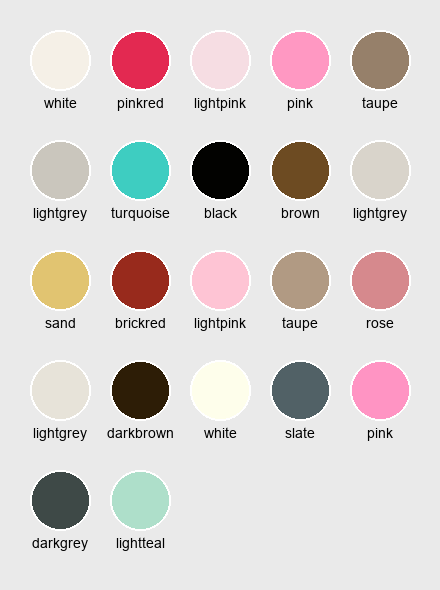 white pinkred lightpink pink taupe
lightgrey turquoise black brown lightgrey
sand brickred lightpink taupe rose
lightgrey darkbrown white slate pink
darkgrey lightteal